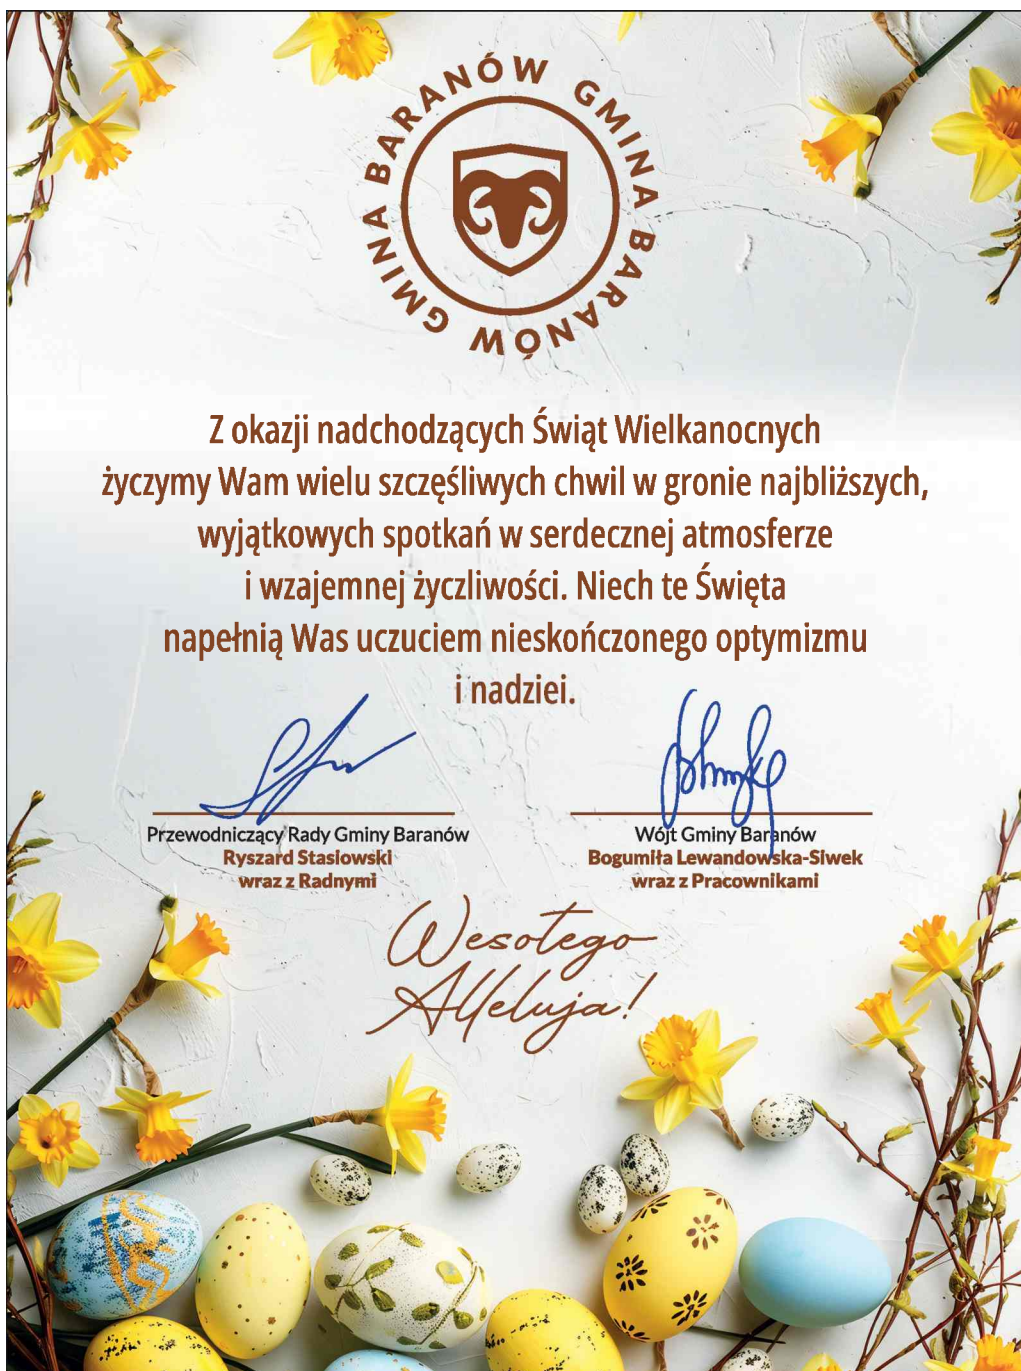 GMINA BARANÓW GMINA BARANÓW
Z okazji nadchodzących Świąt Wielkanocnych
życzymy Wam wielu szczęśliwych chwil w gronie najbliższych,
wyjątkowych spotkań w serdecznej atmosferze
i wzajemnej życzliwości. Niech te Święta
napełnią Was uczuciem nieskończonego optymizmu
i nadziei.
Przewodniczący Rady Gminy Baranów
Ryszard Stasiowski
wraz z Radnymi
Wójt Gminy Baranów
Bogumiła Lewandowska-Siwek
wraz z Pracownikami
Wesołego
Alleluja!